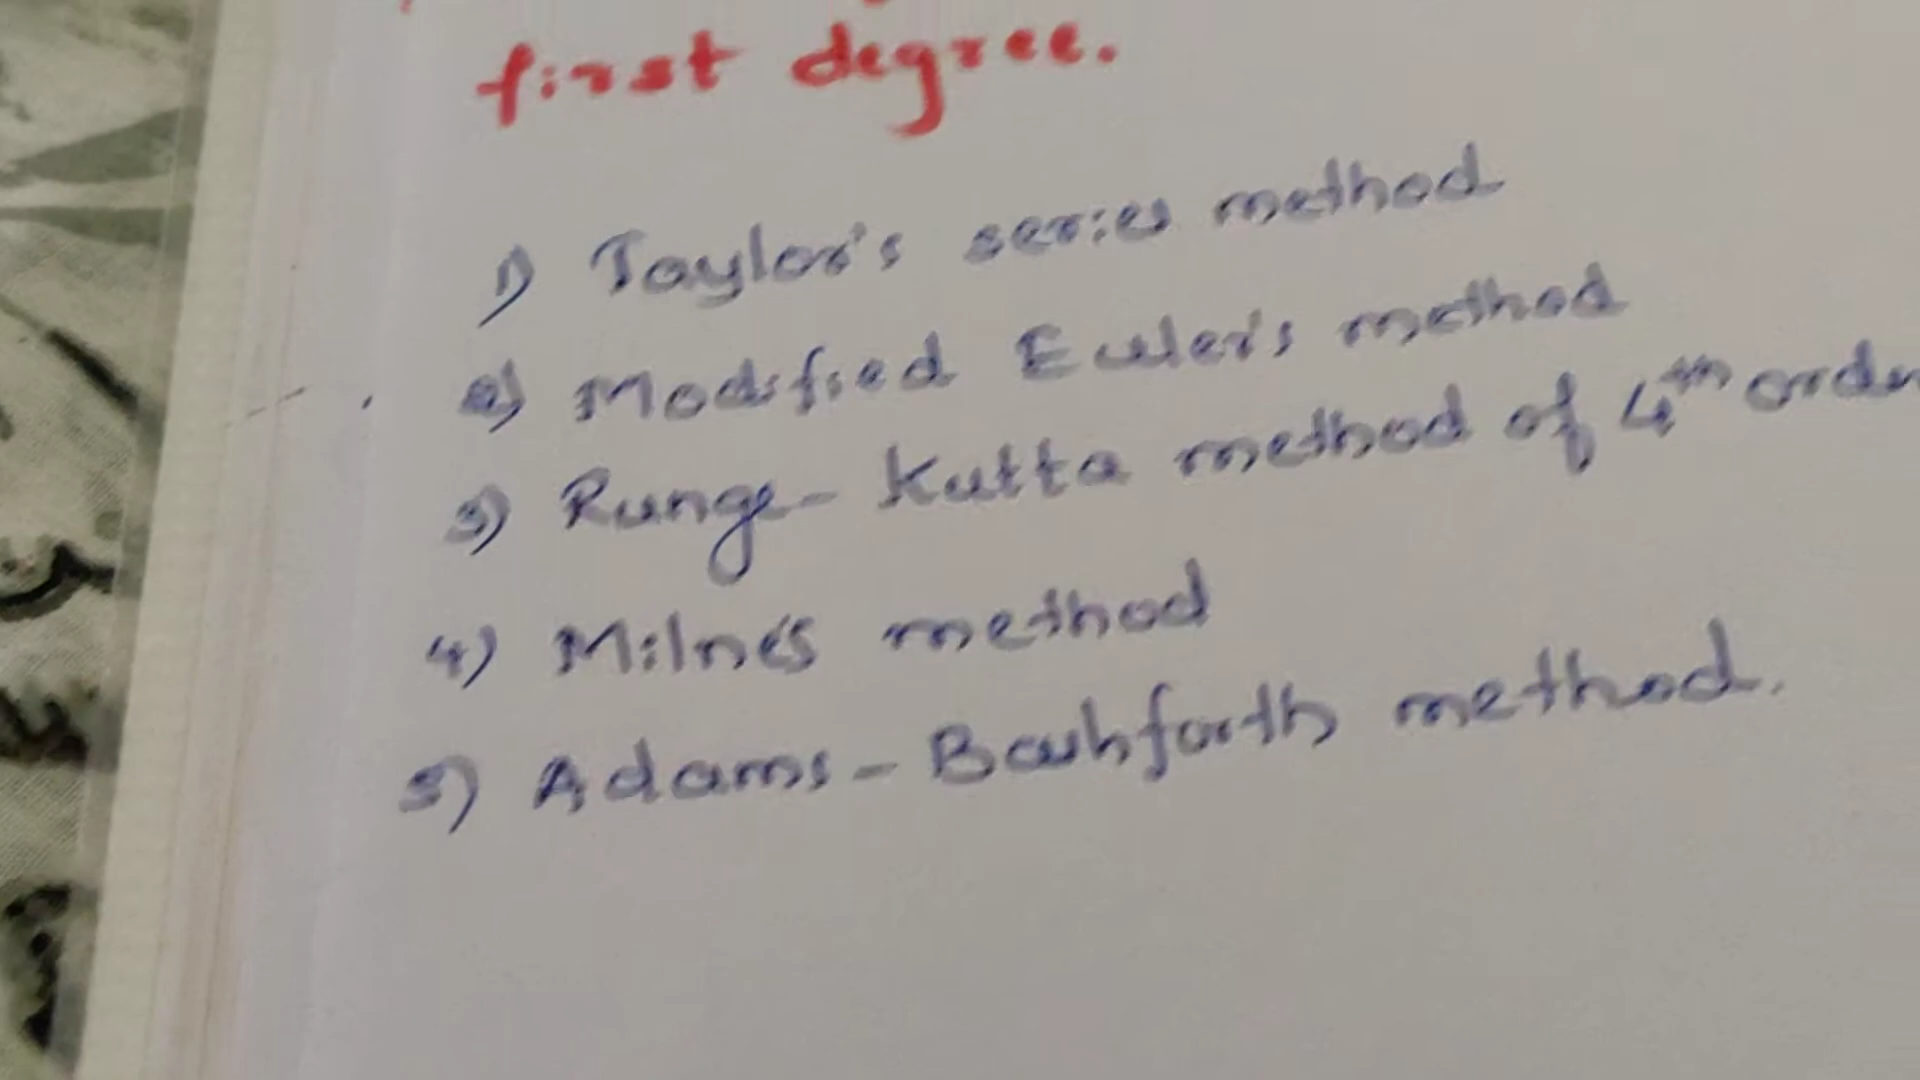 first degree.
1) Taylor's series method
2) Modified Euler's method
3) Runge-Kutta method of 4th order
4) Milne's method
5) Adams-Bashforth method.